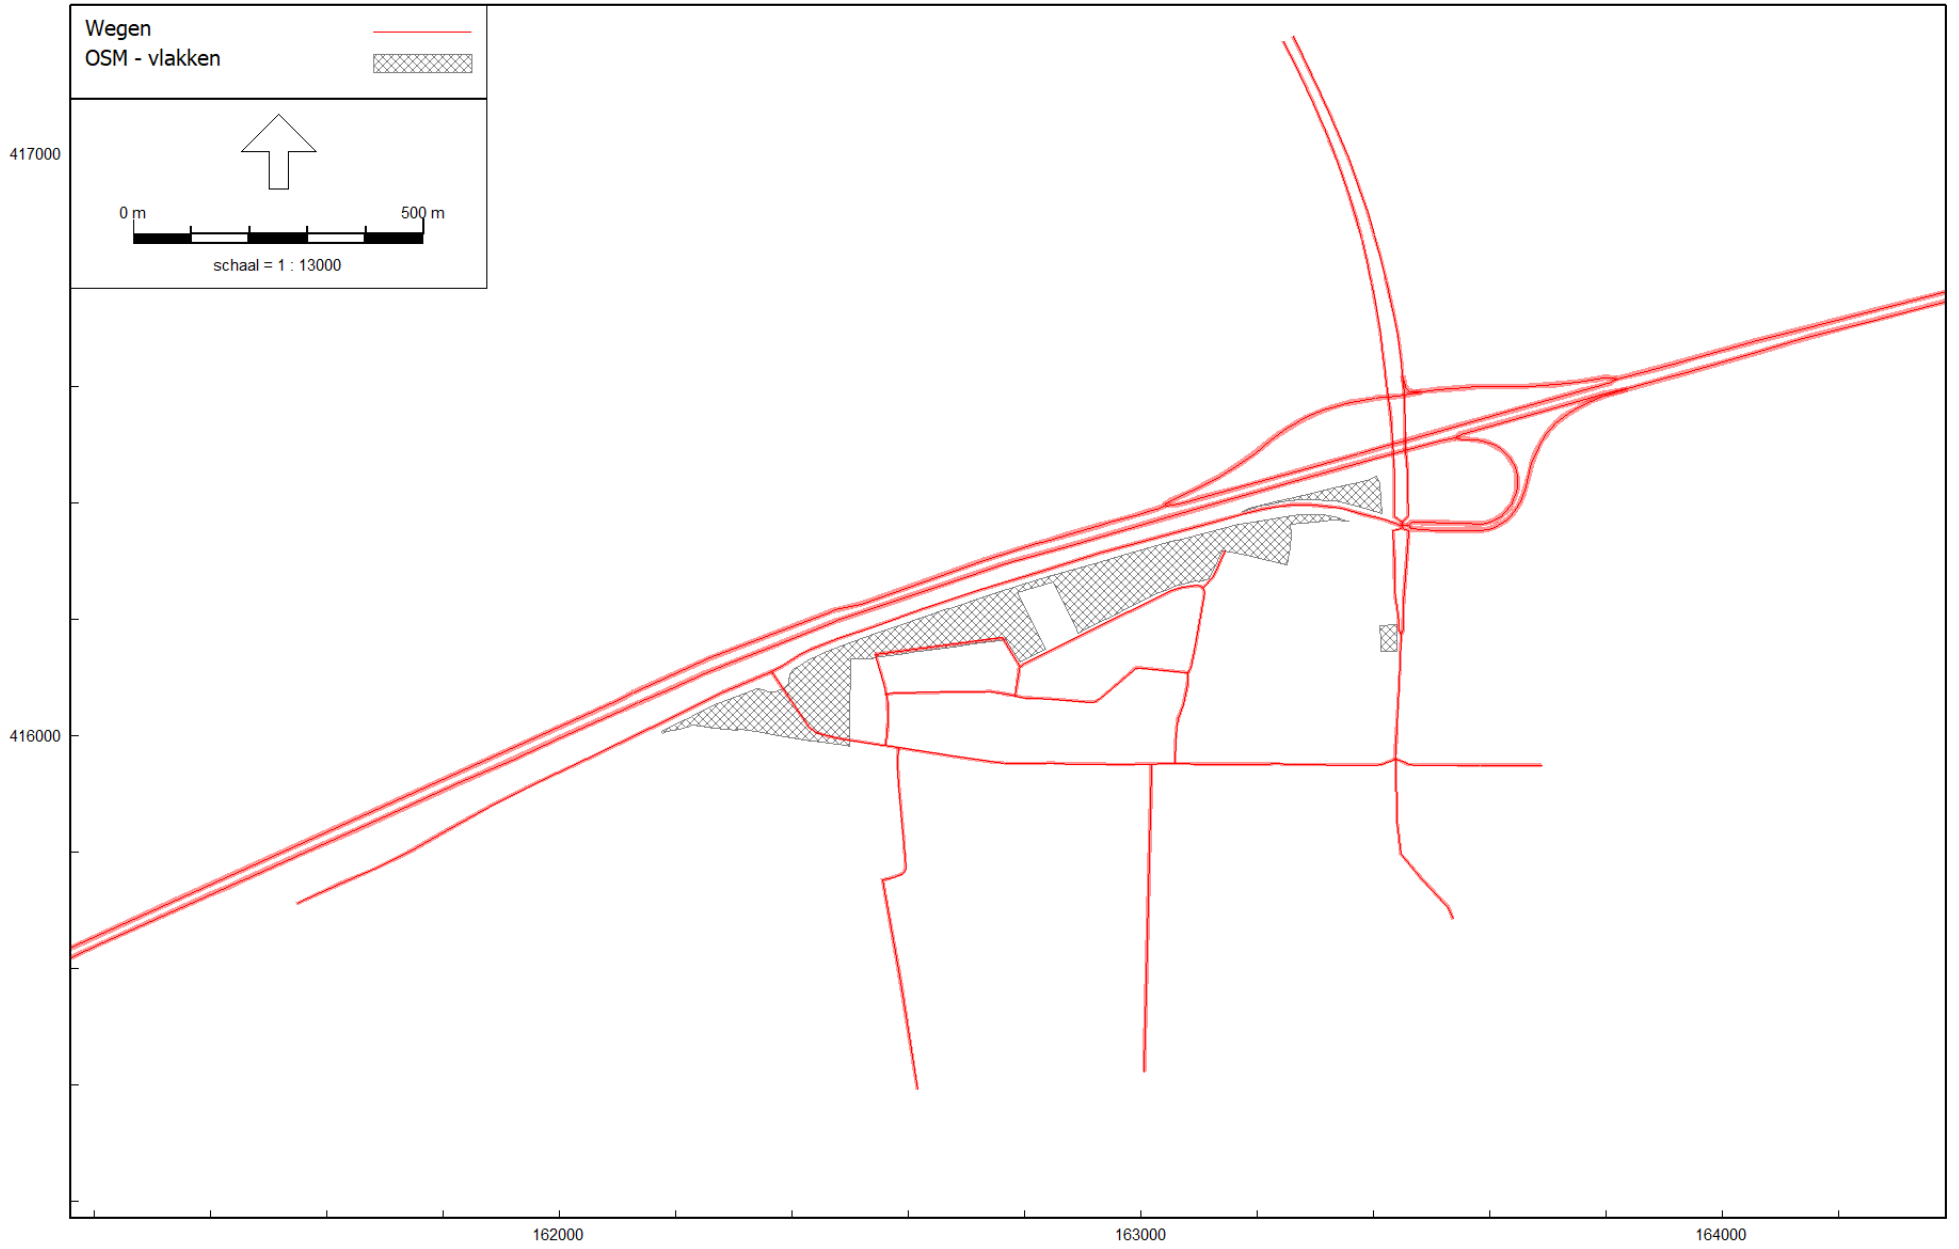 Wegen
OSM - vlakken
0 m 500 m
schaal = 1 : 13000
417000
416000
162000 163000 164000